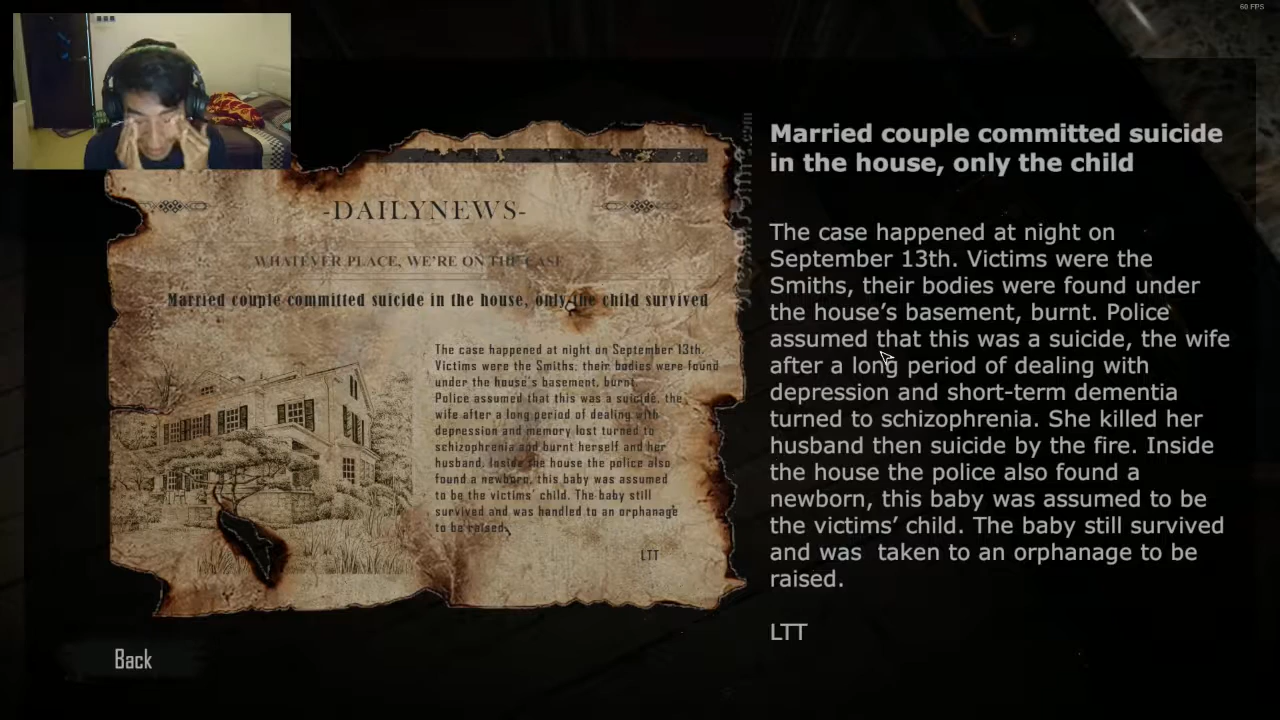 60 FPS
-DAILYNEWS-
WHATEVER PLACE, WE'RE ON THE CASE
Married couple committed suicide in the house, only the child survived
The case happened at night on September 13th.
Victims were the Smiths, their bodies were found
under the house's basement, burnt.
Police assumed that this was a suicide, the
wife after a long period of dealing with
depression and memory lost turned to
schizophrenia and burnt herself and her
husband. Inside the house the police also
found a newborn, this baby was assumed
to be the victims' child. The baby still
survived and was handled to an orphanage
to be raised.
LTT
Married couple committed suicide
in the house, only the child
The case happened at night on
September 13th. Victims were the
Smiths, their bodies were found under
the house's basement, burnt. Police
assumed that this was a suicide, the wife
after a long period of dealing with
depression and short-term dementia
turned to schizophrenia. She killed her
husband then suicide by the fire. Inside
the house the police also found a
newborn, this baby was assumed to be
the victims' child. The baby still survived
and was  taken to an orphanage to be
raised.
LTT
Back